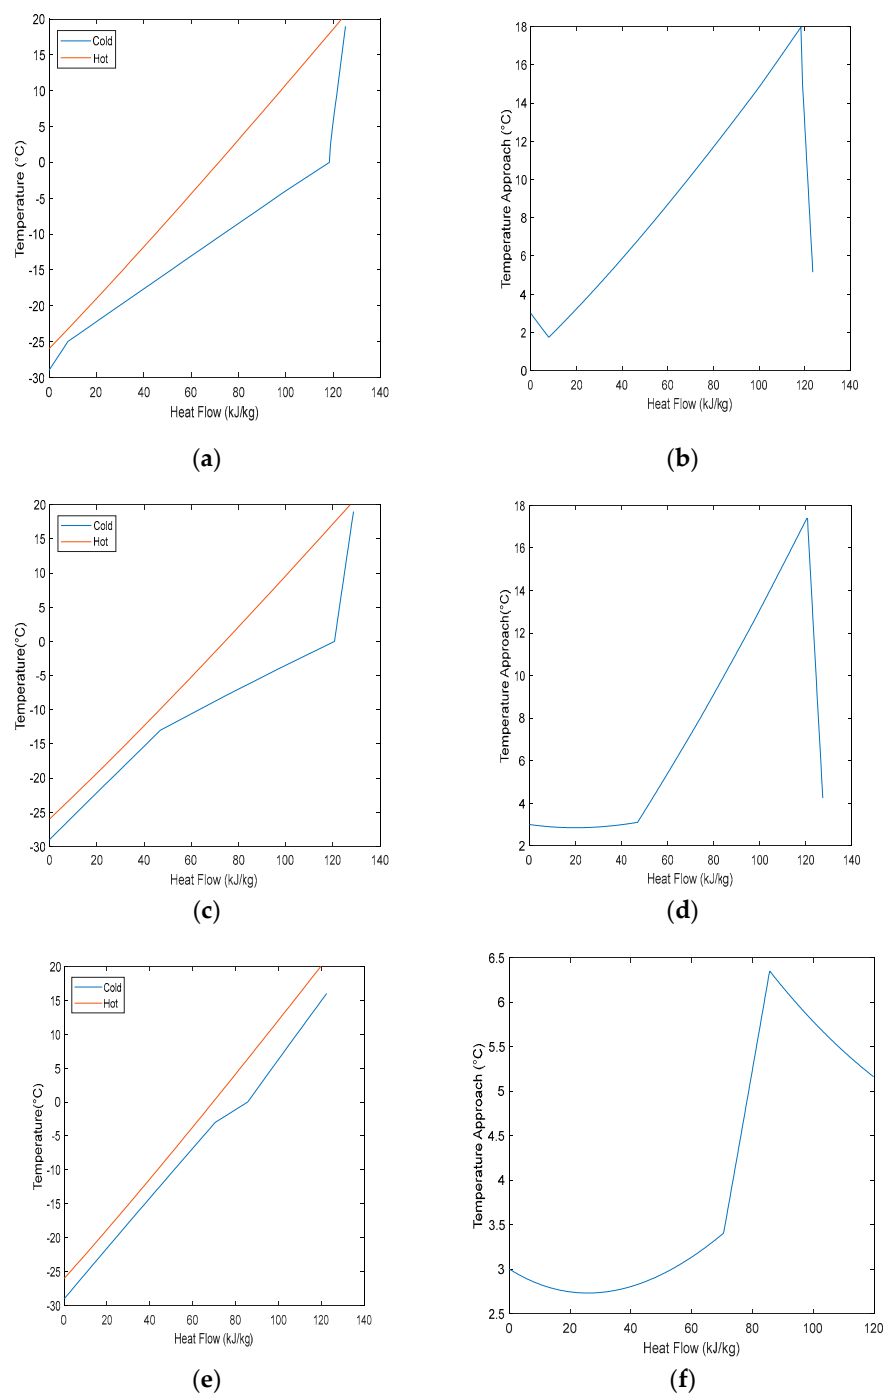 20
15
10
5
0
-5
-10
-15
-20
-25
-30
Temperature (°C)
Cold
Hot
0 20 40 60 80 100 120 140
Heat Flow (kJ/kg)
(a)
18
16
14
12
10
8
6
4
2
0
Temperature Approach (°C)
0 20 40 60 80 100 120 140
Heat Flow (kJ/kg)
(b)
20
15
10
5
0
-5
-10
-15
-20
-25
-30
Temperature(°C)
Cold
Hot
0 20 40 60 80 100 120 140
Heat Flow (kJ/kg)
(c)
18
16
14
12
10
8
6
4
2
Temperature Approach(°C)
0 20 40 60 80 100 120 140
Heat Flow (kJ/kg)
(d)
20
15
10
5
0
-5
-10
-15
-20
-25
-30
Temperature(°C)
Cold
Hot
0 20 40 60 80 100 120 140
Heat Flow (kJ/kg)
(e)
6.5
6
5.5
5
4.5
4
3.5
3
2.5
Temperature Approach (°C)
0 20 40 60 80 100 120
Heat Flow (kJ/kg)
(f)